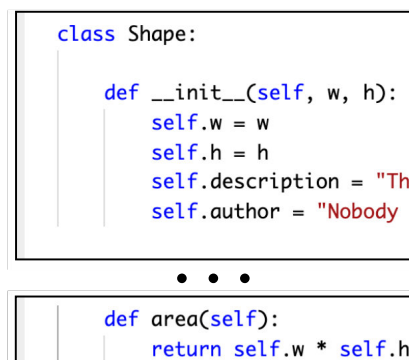 class Shape:
def __init__(self, w, h):
self.w = w
self.h = h
self.description = "Th
self.author = "Nobody
• • •
def area(self):
return self.w * self.h